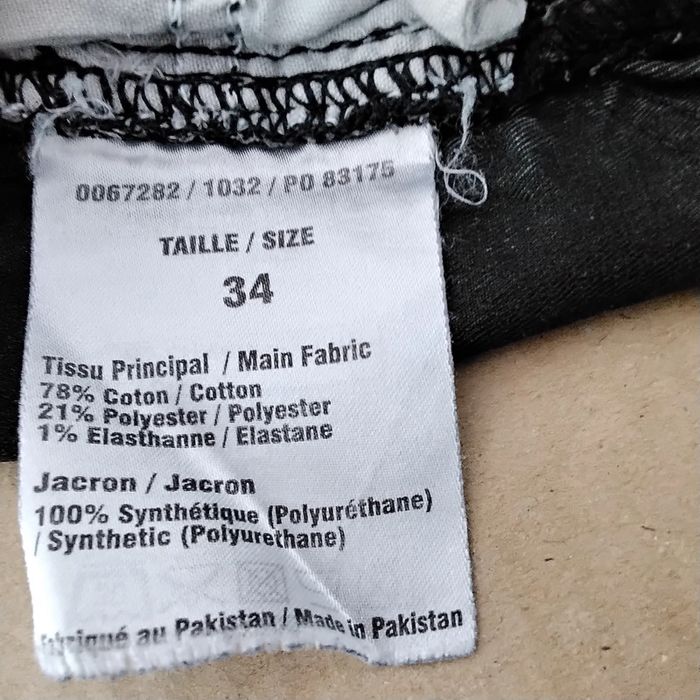 0067282 / 1032 / PO 83175
TAILLE / SIZE
34
Tissu Principal / Main Fabric
78% Coton / Cotton
21% Polyester / Polyester
1% Elasthanne / Elastane
Jacron / Jacron
100% Synthétique (Polyuréthane)
/ Synthetic (Polyurethane)
Fabriqué au Pakistan / Made in Pakistan